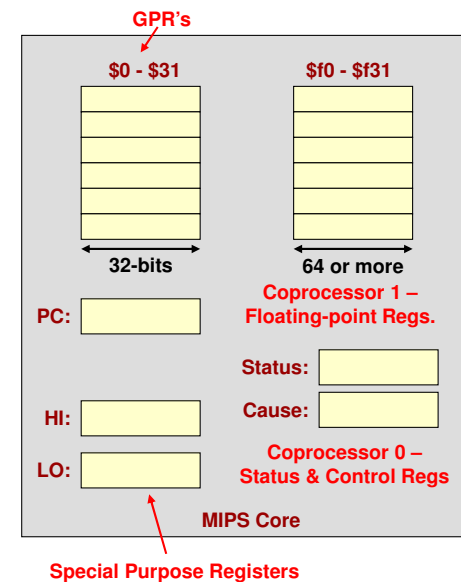 GPR's
$0 - $31
$f0 - $f31
32-bits
64 or more
Coprocessor 1 –
Floating-point Regs.
PC:
Status:
Cause:
HI:
LO:
Coprocessor 0 –
Status & Control Regs
MIPS Core
Special Purpose Registers